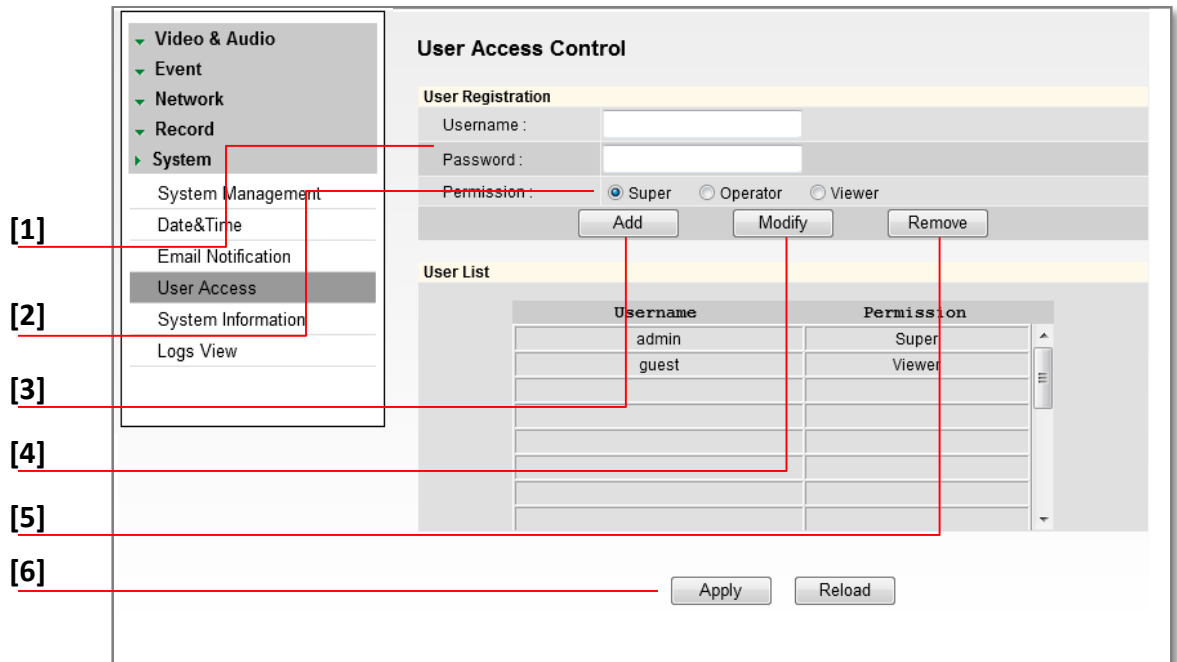 Video & Audio
Event
Network
Record
System
System Management
Date&Time
Email Notification
User Access
System Information
Logs View
[1]
[2]
[3]
[4]
[5]
[6]
User Access Control
User Registration
Username :
Password :
Permission : Super Operator Viewer
Add Modify Remove
User List
Username Permission
admin Super
guest Viewer
Apply Reload